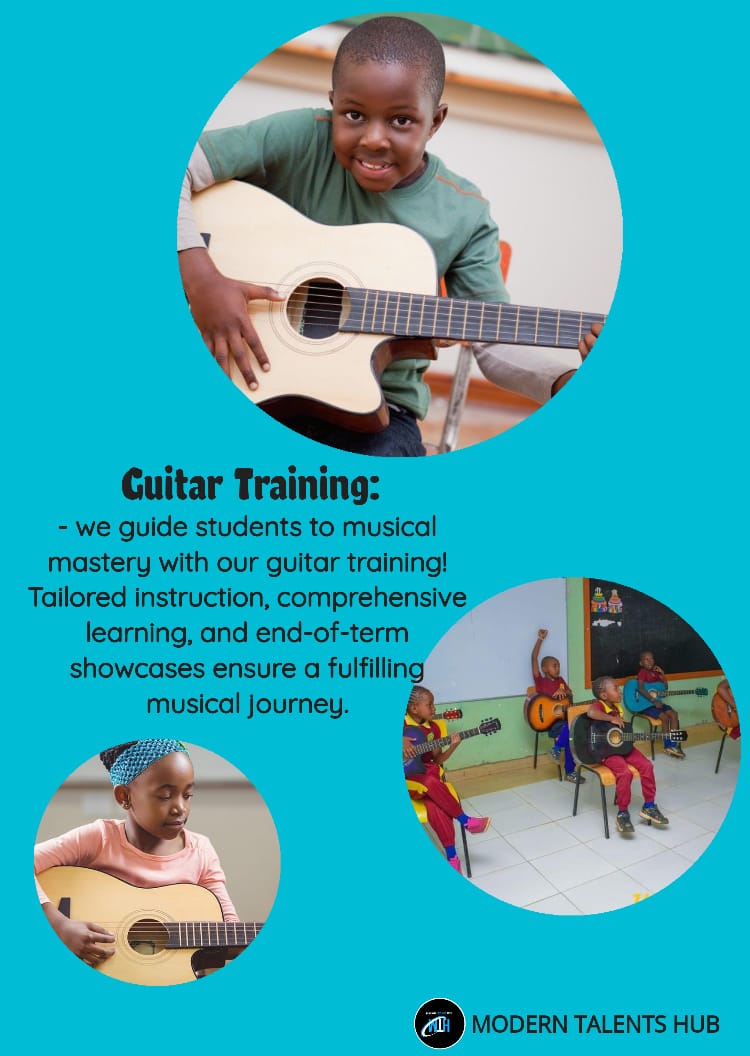 Guitar Training:
- we guide students to musical
mastery with our guitar training!
Tailored instruction, comprehensive
learning, and end-of-term
showcases ensure a fulfilling
musical journey.
MODERN TALENTS HUB